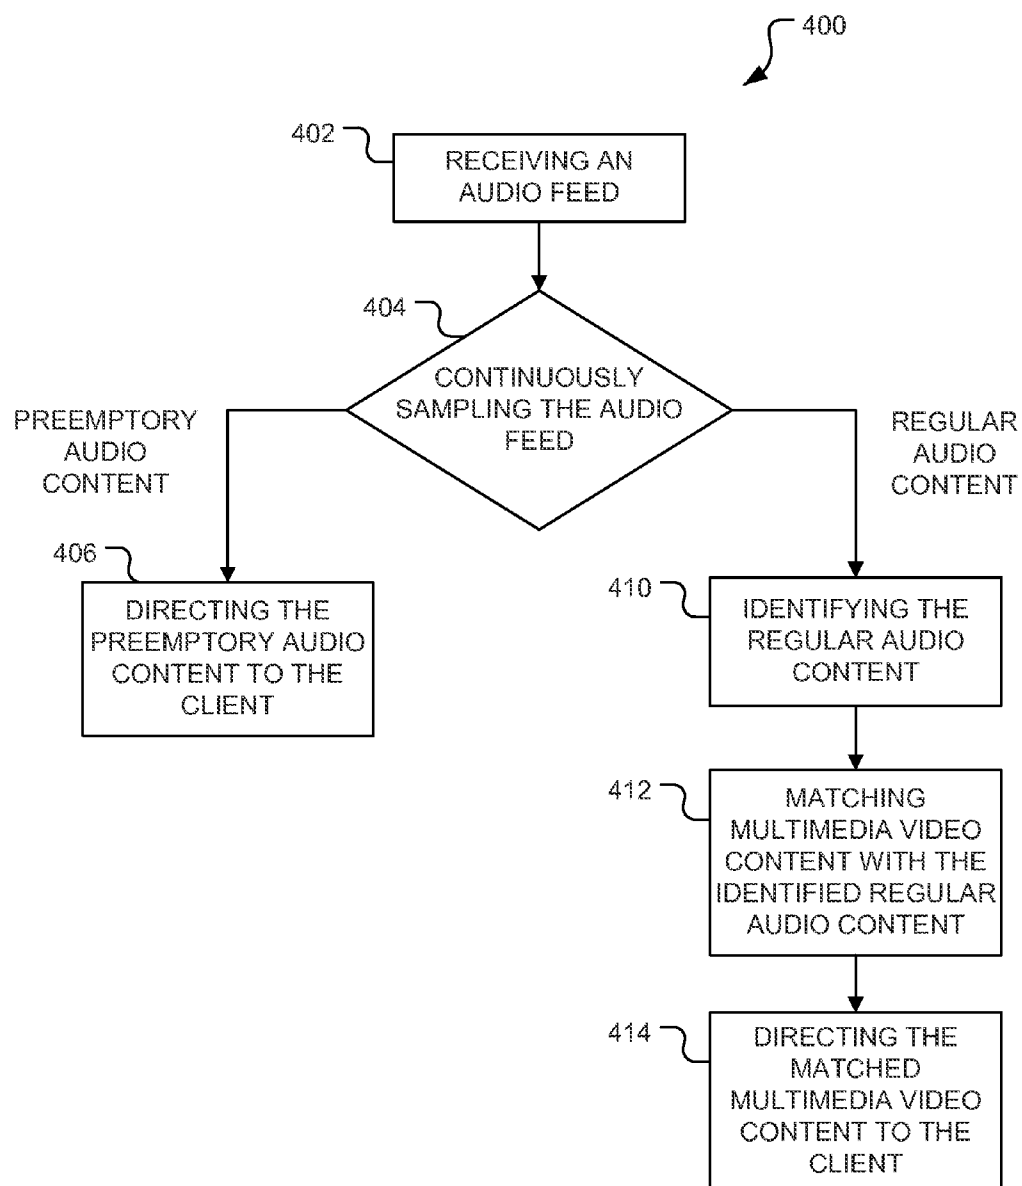 400
402
RECEIVING AN
AUDIO FEED
404
CONTINUOUSLY
SAMPLING THE AUDIO
FEED
PREEMPTORY
AUDIO
CONTENT
REGULAR
AUDIO
CONTENT
406
DIRECTING THE
PREEMPTORY AUDIO
CONTENT TO THE
CLIENT
410
IDENTIFYING THE
REGULAR AUDIO
CONTENT
412
MATCHING
MULTIMEDIA VIDEO
CONTENT WITH THE
IDENTIFIED REGULAR
AUDIO CONTENT
414
DIRECTING THE
MATCHED
MULTIMEDIA VIDEO
CONTENT TO THE
CLIENT